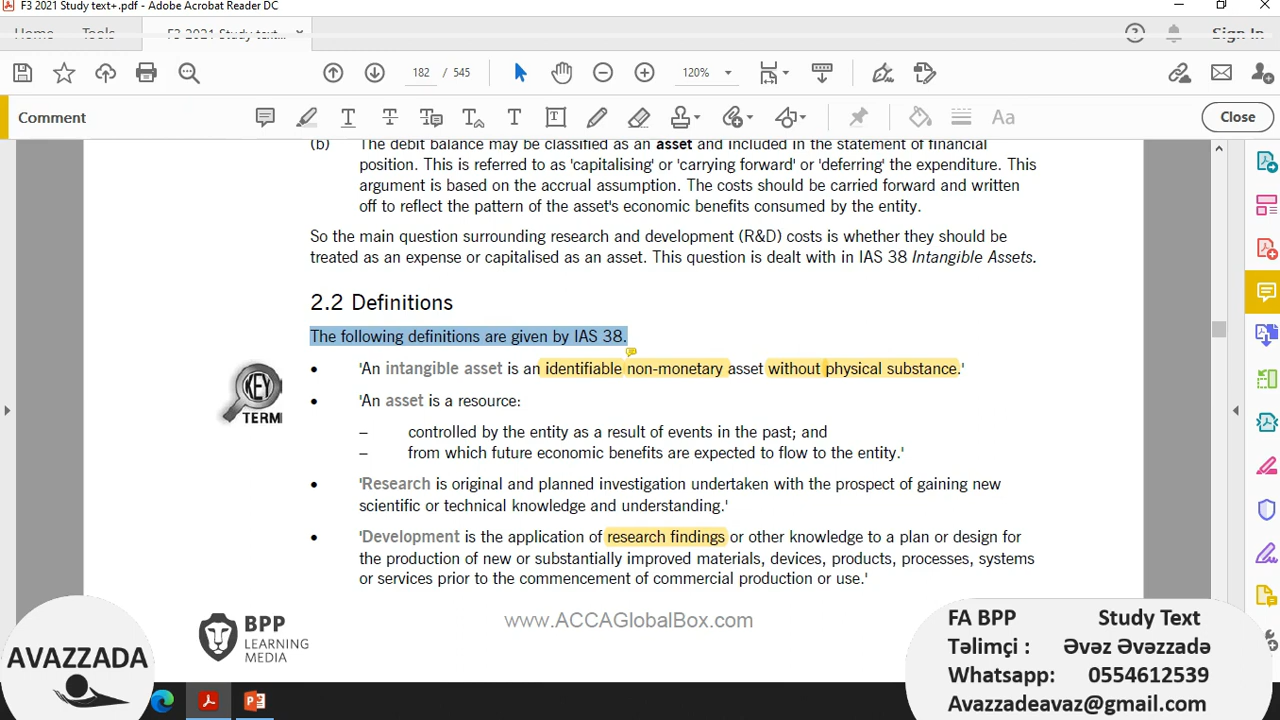 F3 2021 Study text+.pdf - Adobe Acrobat Reader DC
Home Tools F3 2021 Study text... ×
Sign In
182 / 545 120%
Comment
Aa
Close
(b) The debit balance may be classified as an asset and included in the statement of financial
position. This is referred to as 'capitalising' or 'carrying forward' or 'deferring' the expenditure. This
argument is based on the accrual assumption. The costs should be carried forward and written
off to reflect the pattern of the asset's economic benefits consumed by the entity.
So the main question surrounding research and development (R&D) costs is whether they should be
treated as an expense or capitalised as an asset. This question is dealt with in IAS 38 Intangible Assets.
2.2 Definitions
The following definitions are given by IAS 38.
• 'An intangible asset is an identifiable non-monetary asset without physical substance.'
KEY
TERM
• 'An asset is a resource:
– controlled by the entity as a result of events in the past; and
– from which future economic benefits are expected to flow to the entity.'
• 'Research is original and planned investigation undertaken with the prospect of gaining new
scientific or technical knowledge and understanding.'
• 'Development is the application of research findings or other knowledge to a plan or design for
the production of new or substantially improved materials, devices, products, processes, systems
or services prior to the commencement of commercial production or use.'
BPP
LEARNING
MEDIA
www.ACCAGlobalBox.com
AVAZZADA
FA BPP Study Text
Təlimçi : Əvəz Əvəzzadə
Whatsapp: 0554612539
Avazzadeavaz@gmail.com